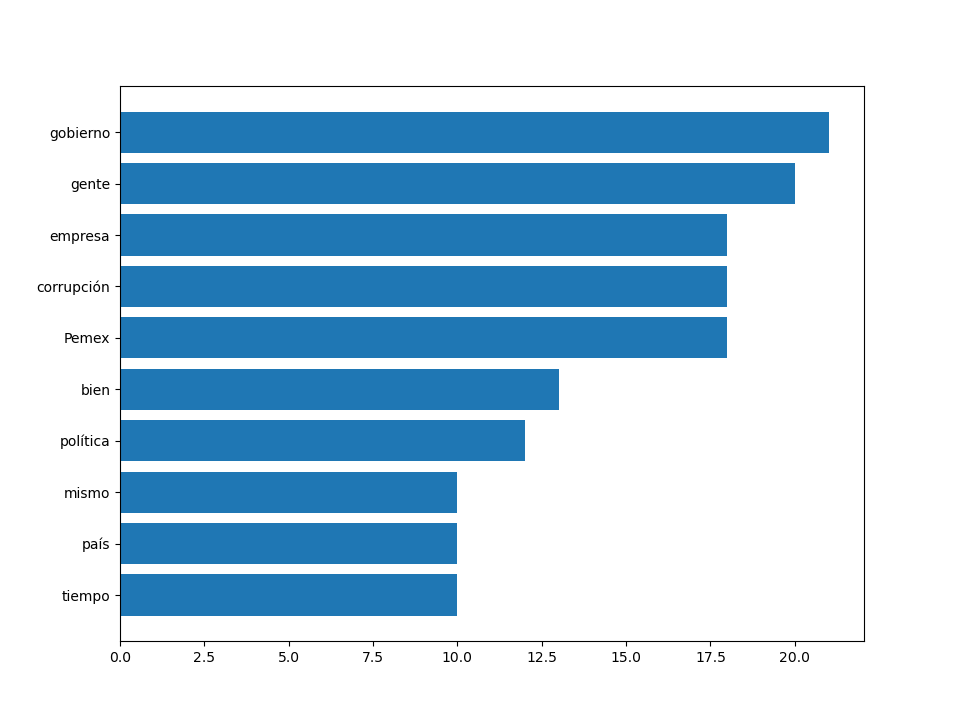 gobierno
gente
empresa
corrupción
Pemex
bien
política
mismo
país
tiempo
0.0 2.5 5.0 7.5 10.0 12.5 15.0 17.5 20.0